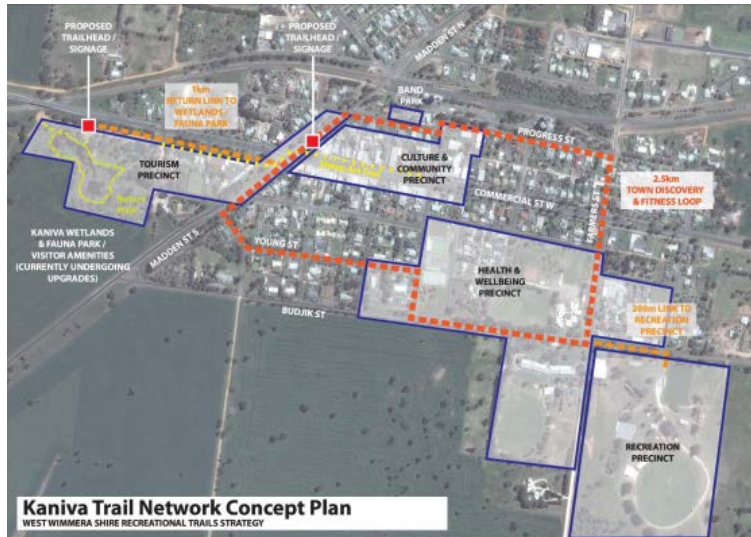 PROPOSED
TRAILHEAD /
SIGNAGE
PROPOSED
TRAILHEAD /
SIGNAGE
MADDEN ST N
1km
RETURN LINK TO
WETLANDS /
FAUNA PARK
BAND
PARK
PROGRESS ST
TOURISM
PRECINCT
CULTURE &
COMMUNITY
PRECINCT
2.5km
TOWN DISCOVERY
& FITNESS LOOP
COMMERCIAL ST W
FARMERS ST
KANIVA WETLANDS
& FAUNA PARK /
VISITOR AMENITIES
(CURRENTLY UNDERGOING
UPGRADES)
MADDEN ST S
YOUNG ST
HEALTH &
WELLBEING
PRECINCT
BUDJIK ST
200m LINK TO
RECREATION
PRECINCT
RECREATION
PRECINCT
Kaniva Trail Network Concept Plan
WEST WIMMERA SHIRE RECREATIONAL TRAILS STRATEGY